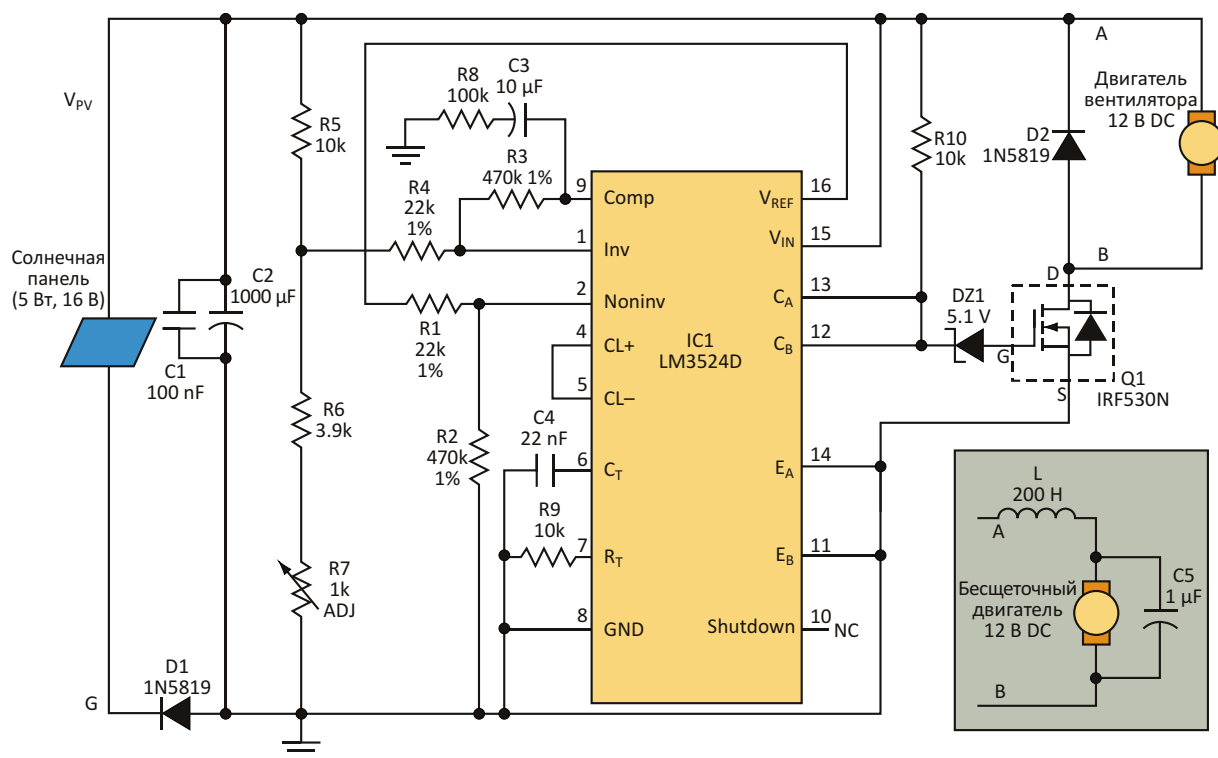 V_PV
Солнечная
панель
(5 Вт, 16 В)
C1
100 nF
C2
1000 µF
R5
10k
R6
3.9k
R7
1k
ADJ
G
D1
1N5819
R8
100k
C3
10 µF
R3
470k 1%
R4
22k
1%
R1
22k
1%
R2
470k
1%
C4
22 nF
R9
10k
9 Comp
1 Inv
2 Noninv
4 CL+
5 CL–
6 C_T
7 R_T
8 GND
IC1
LM3524D
V_REF 16
V_IN 15
C_A 13
C_B 12
E_A 14
E_B 11
Shutdown 10 NC
R10
10k
D2
1N5819
A
Двигатель
вентилятора
12 В DC
B
DZ1
5.1 V
D
G
S
Q1
IRF530N
L
200 H
A
Бесщеточный
двигатель
12 В DC
C5
1 µF
B